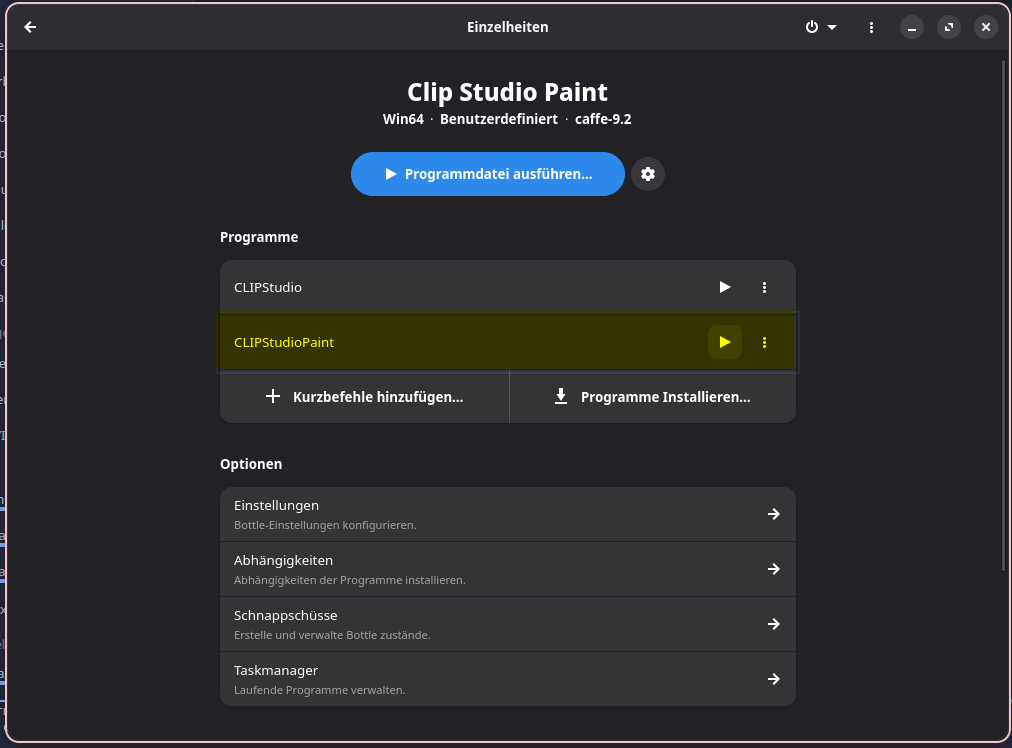 Einzelheiten
Clip Studio Paint
Win64 · Benutzerdefiniert · caffe-9.2
Programmdatei ausführen...
Programme
CLIPStudio
CLIPStudioPaint
Kurzbefehle hinzufügen... Programme Installieren...
Optionen
Einstellungen
Bottle-Einstellungen konfigurieren.
Abhängigkeiten
Abhängigkeiten der Programme installieren.
Schnappschüsse
Erstelle und verwalte Bottle zustände.
Taskmanager
Laufende Programme verwalten.